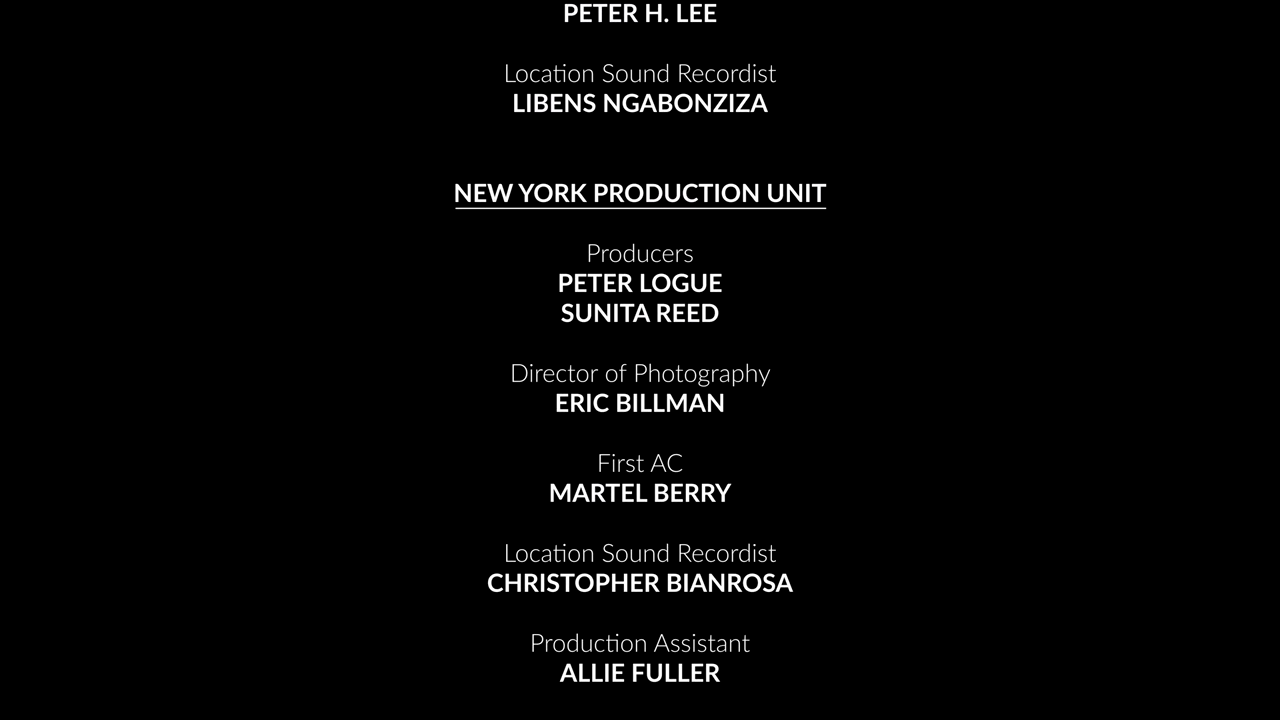 PETER H. LEE
Location Sound Recordist
LIBENS NGABONZIZA
NEW YORK PRODUCTION UNIT
Producers
PETER LOGUE
SUNITA REED
Director of Photography
ERIC BILLMAN
First AC
MARTEL BERRY
Location Sound Recordist
CHRISTOPHER BIANROSA
Production Assistant
ALLIE FULLER